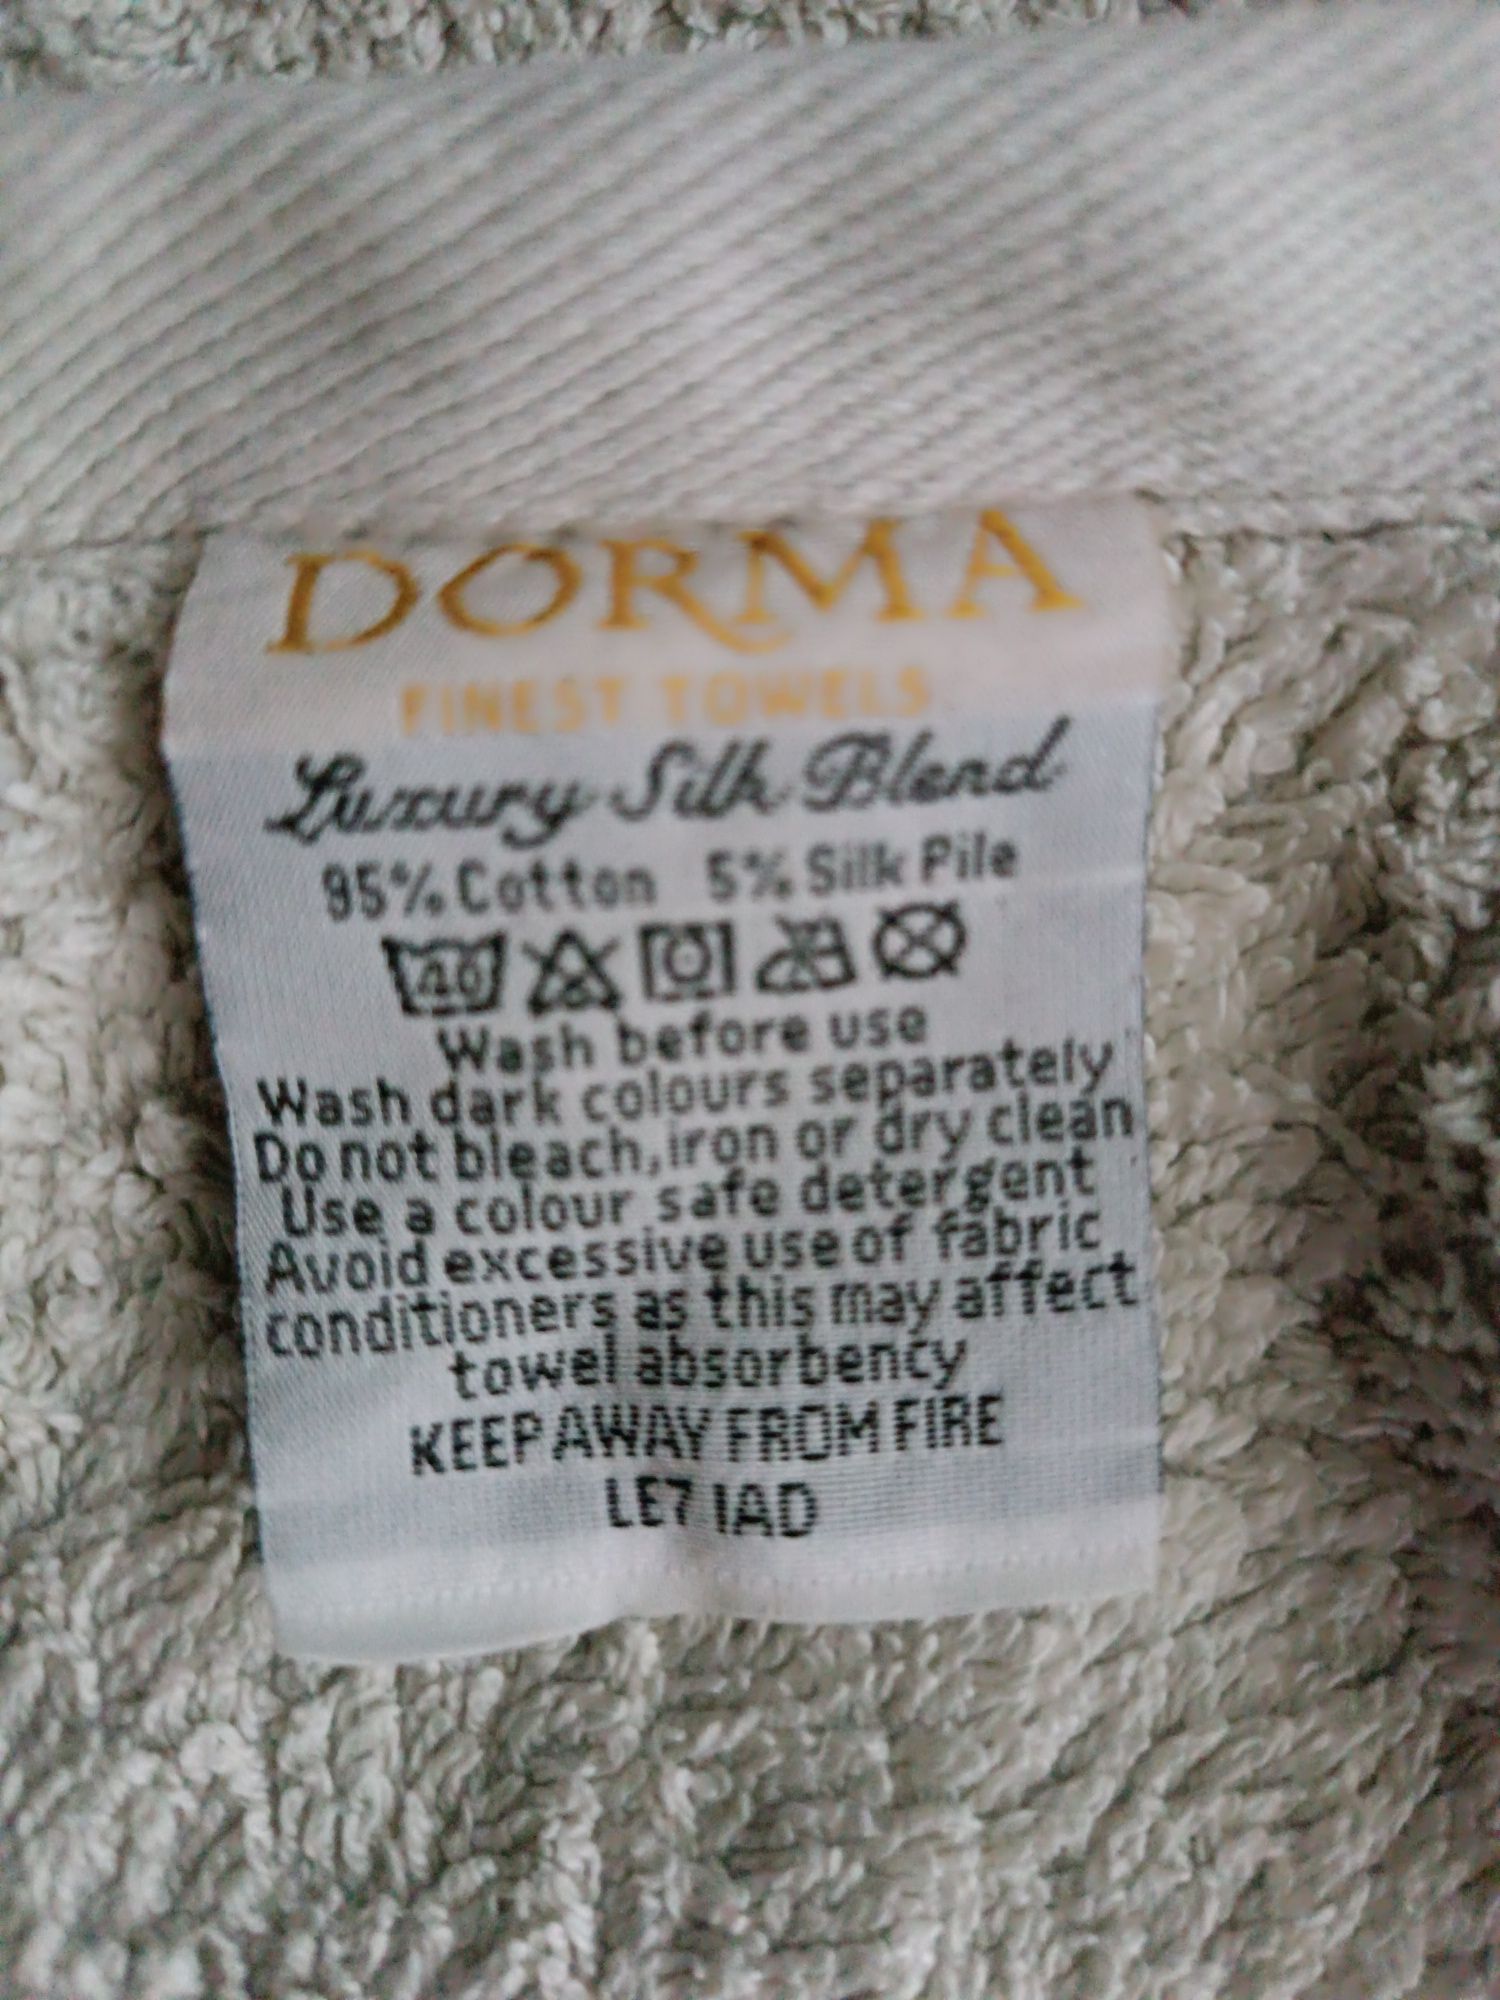 DORMA
FINEST TOWELS
Luxury Silk Blend
95% Cotton 5% Silk Pile
40
Wash before use
Wash dark colours separately
Do not bleach, iron or dry clean
Use a colour safe detergent
Avoid excessive use of fabric
conditioners as this may affect
towel absorbency
KEEP AWAY FROM FIRE
LE7 1AD